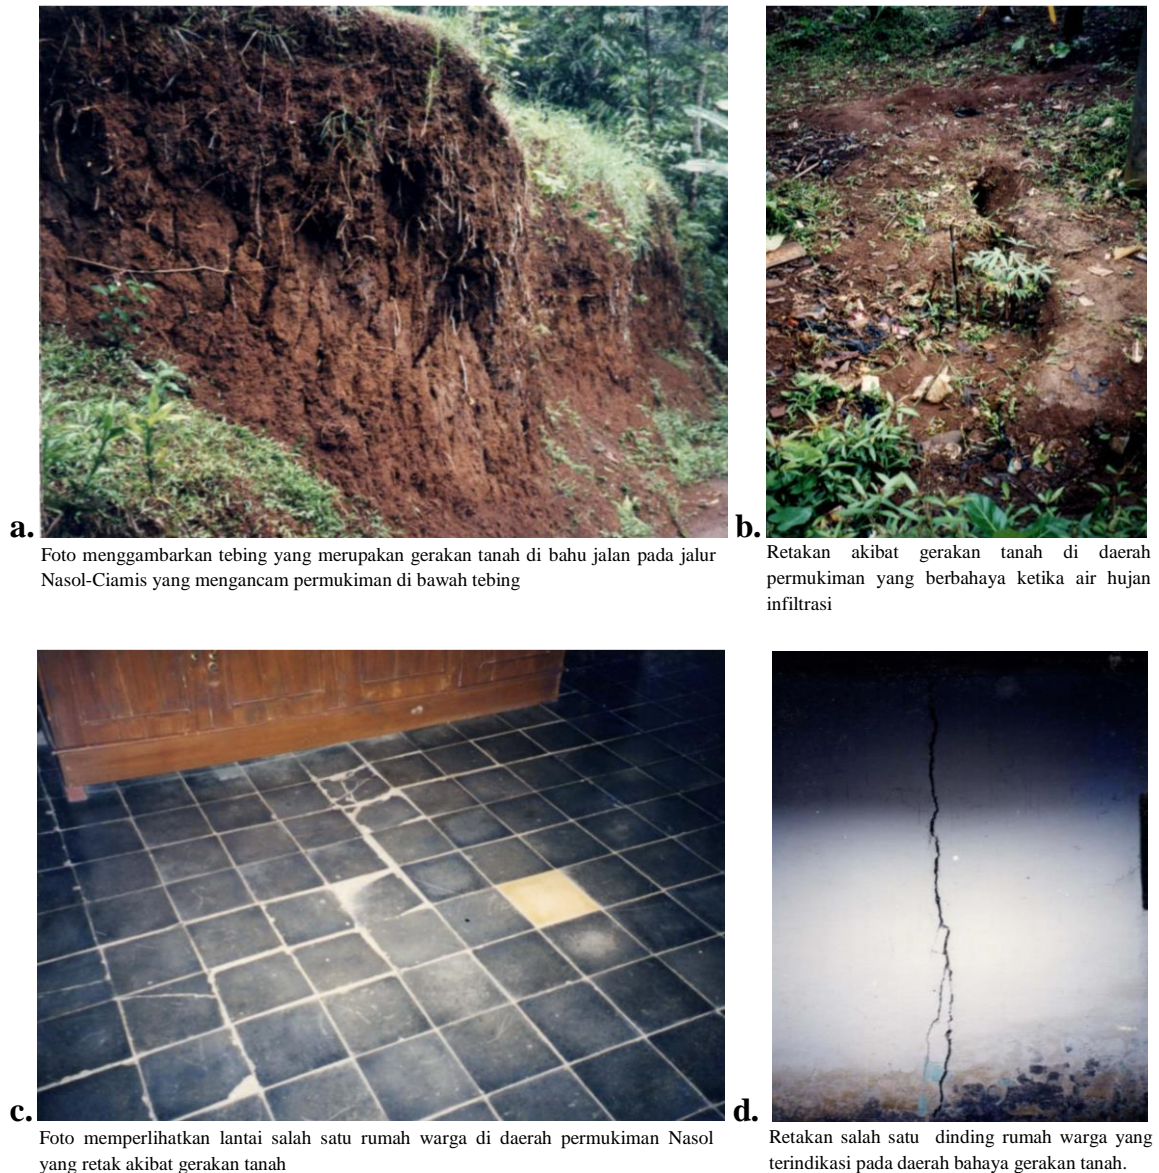 a.
Foto menggambarkan tebing yang merupakan gerakan tanah di bahu jalan pada jalur
Nasol-Ciamis yang mengancam permukiman di bawah tebing
b.
Retakan akibat gerakan tanah di daerah
permukiman yang berbahaya ketika air hujan
infiltrasi
c.
Foto memperlihatkan lantai salah satu rumah warga di daerah permukiman Nasol
yang retak akibat gerakan tanah
d.
Retakan salah satu dinding rumah warga yang
terindikasi pada daerah bahaya gerakan tanah.